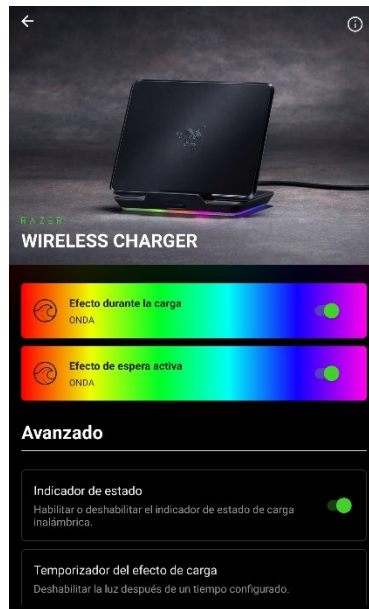 RAZER
WIRELESS CHARGER
Efecto durante la carga
ONDA
Efecto de espera activa
ONDA
Avanzado
Indicador de estado
Habilitar o deshabilitar el indicador de estado de carga
inalámbrica.
Temporizador del efecto de carga
Deshabilitar la luz después de un tiempo configurado.